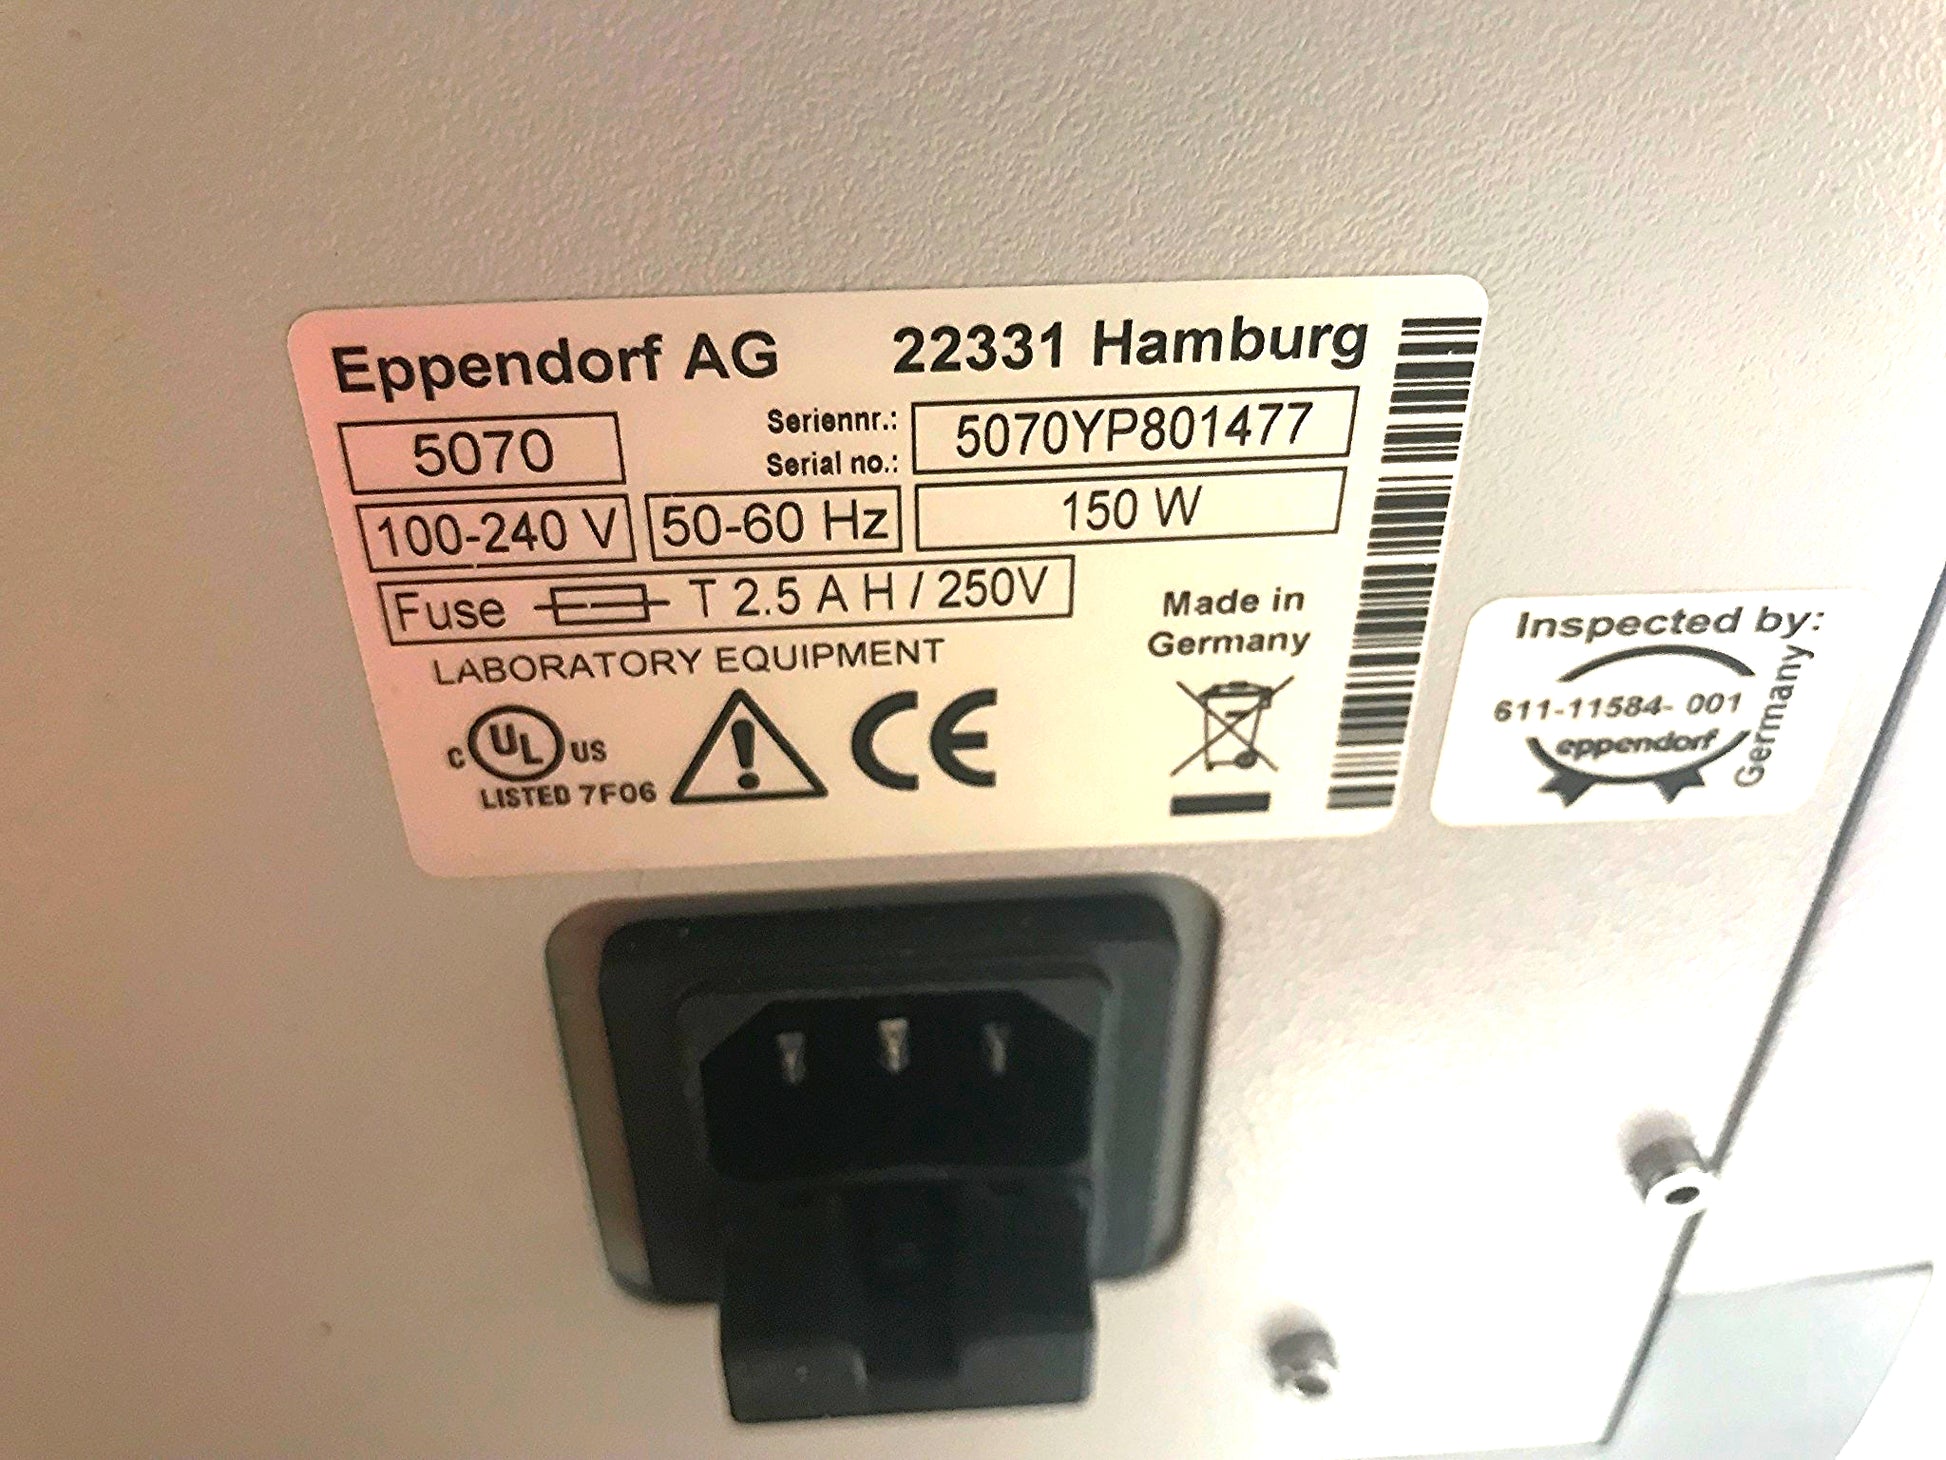 Eppendorf AG 22331 Hamburg
5070 Seriennr.: Serial no.: 5070YP801477
100-240 V 50-60 Hz 150 W
Fuse T 2.5 A H / 250V
LABORATORY EQUIPMENT
Made in
Germany
C UL US
LISTED 7F06
CE
Inspected by:
611-11584- 001
eppendorf
Germany